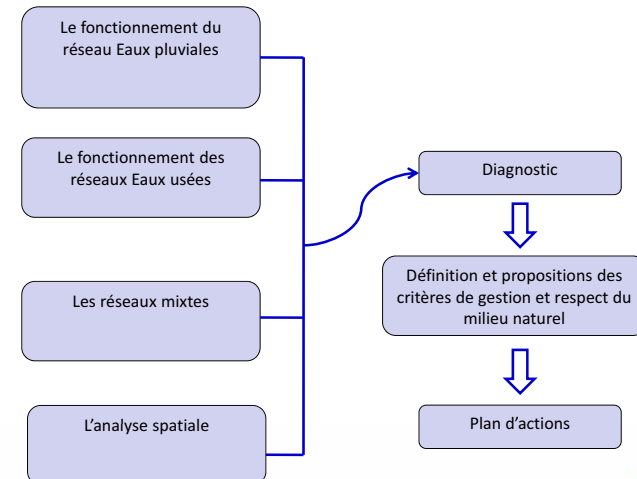 Le fonctionnement du
réseau Eaux pluviales
Le fonctionnement des
réseaux Eaux usées
Les réseaux mixtes
L'analyse spatiale
Diagnostic
Définition et propositions des
critères de gestion et respect du
milieu naturel
Plan d'actions